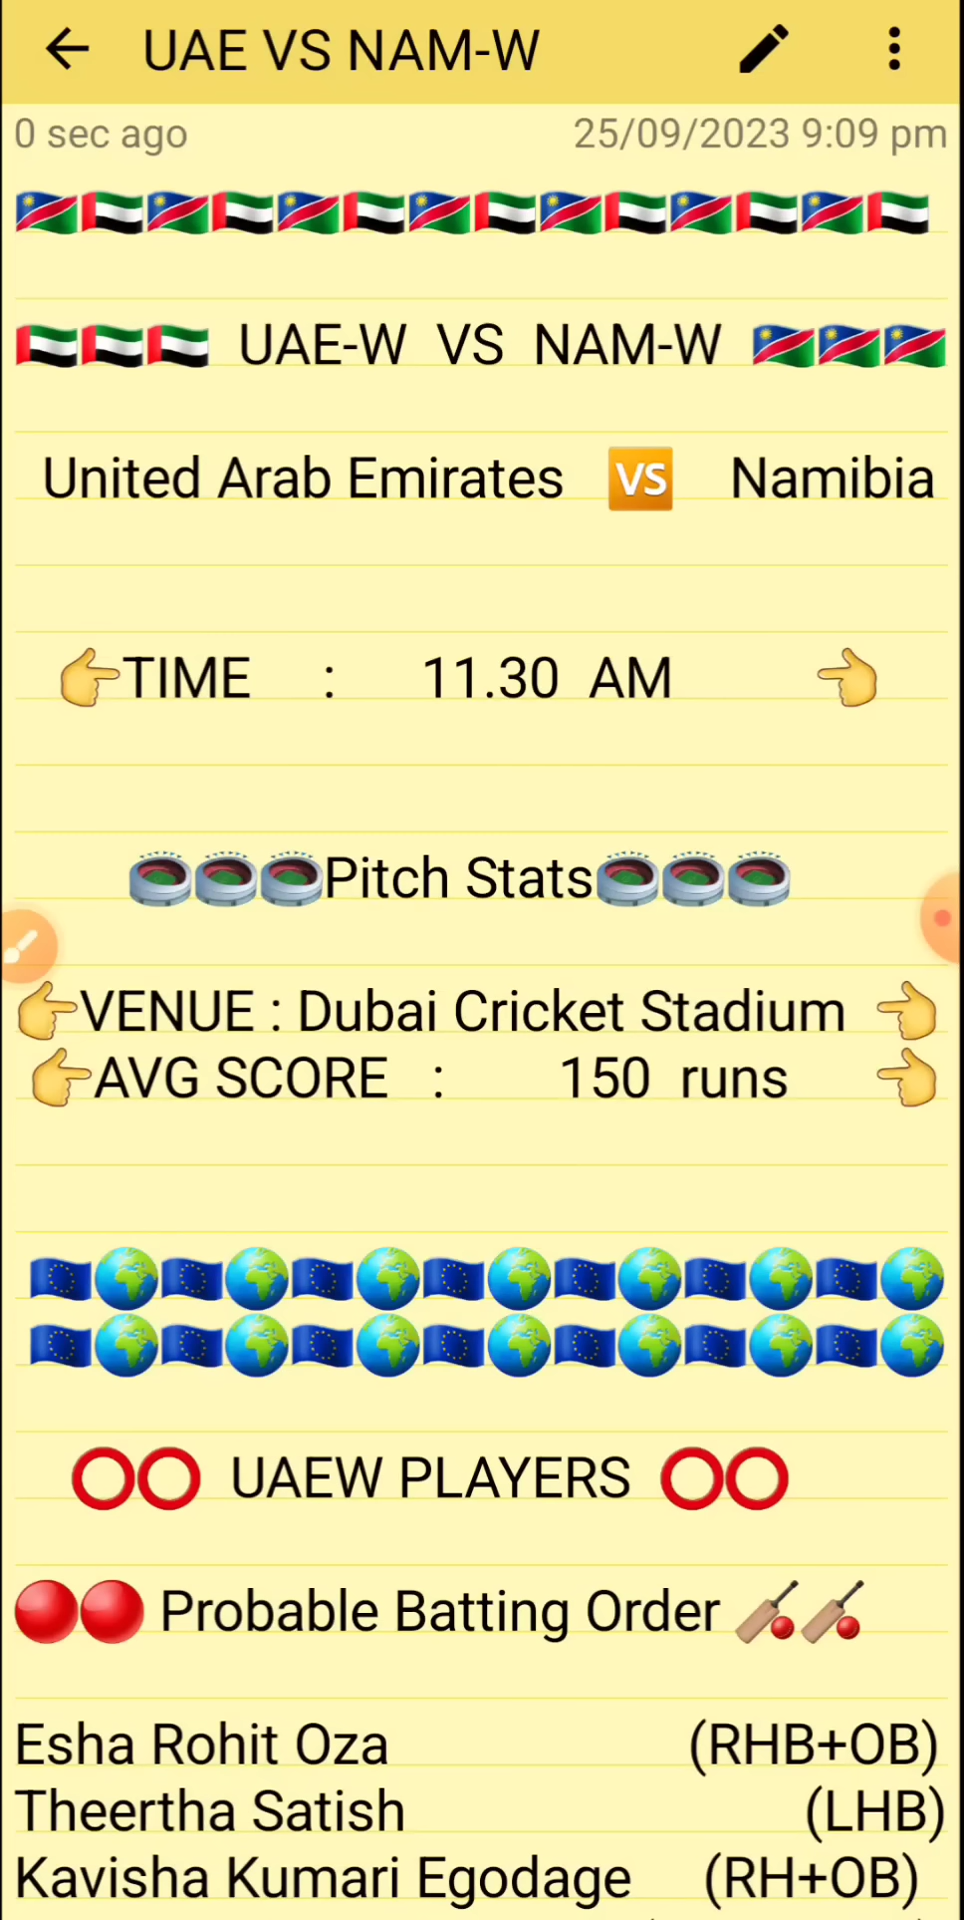 UAE VS NAM-W
0 sec ago 25/09/2023 9:09 pm
UAE-W VS NAM-W
United Arab Emirates VS Namibia
TIME : 11.30 AM
Pitch Stats
VENUE : Dubai Cricket Stadium
AVG SCORE : 150 runs
UAEW PLAYERS
Probable Batting Order
Esha Rohit Oza (RHB+OB)
Theertha Satish (LHB)
Kavisha Kumari Egodage (RH+OB)